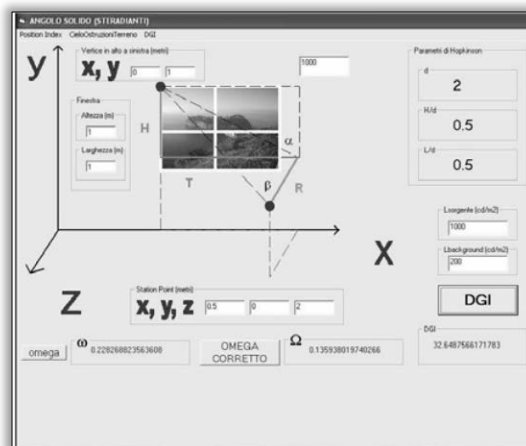 ANGOLO SOLIDO (STERADIANTI)
Position Index CieloOstruzioniTerreno DGI
Vertice in alto a sinistra (metri)
x, y 0 1
1000
Parametri di Hopkinson
d
2
H/d
0.5
L/d
0.5
y
Finestra
Altezza (m)
1
Larghezza (m)
1
H
α
T
β
R
Lsorgente (cd/m2)
1000
Lbackground (cd/m2)
200
X
DGI
Z
Station Point (metri)
x, y, z 0.5 0 2
omega
ω
0.228268823563608
OMEGA CORRETTO
Ω
0.135938019740266
DGI
32.6487566171783